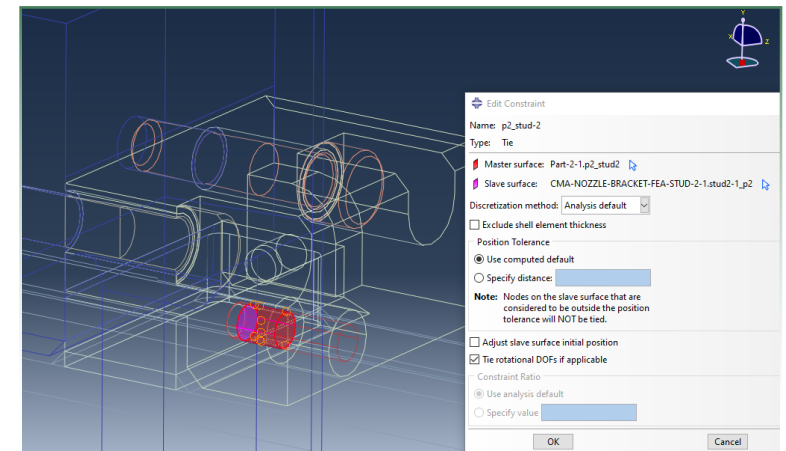 Y
X
Z
Edit Constraint
Name: p2_stud-2
Type: Tie
Master surface: Part-2-1.p2_stud2
Slave surface: CMA-NOZZLE-BRACKET-FEA-STUD-2-1.stud2-1_p2
Discretization method: Analysis default
Exclude shell element thickness
Position Tolerance
Use computed default
Specify distance:
Note: Nodes on the slave surface that are
considered to be outside the position
tolerance will NOT be tied.
Adjust slave surface initial position
Tie rotational DOFs if applicable
Constraint Ratio
Use analysis default
Specify value
OK Cancel